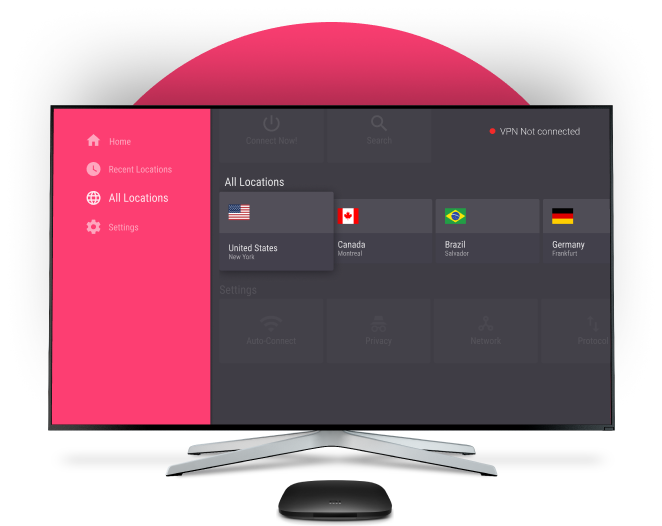 Home
Recent Locations
All Locations
Settings
Connect Now!
Search
VPN Not connected
All Locations
United States
New York
Canada
Montreal
Brazil
Salvador
Germany
Frankfurt
Settings
Auto-Connect
Privacy
Network
Protocol